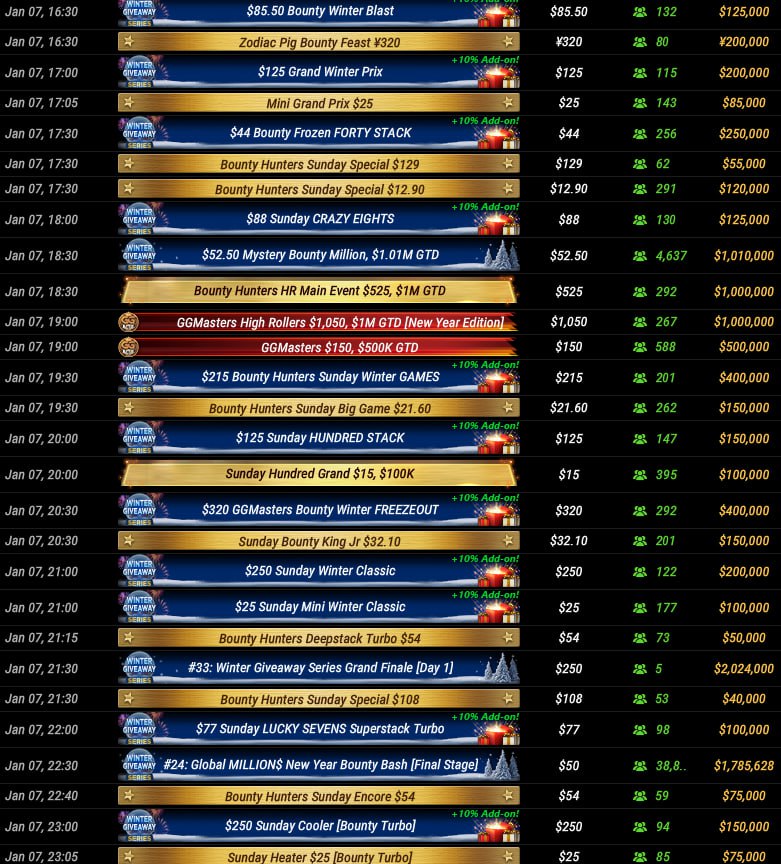 Jan 07, 16:30 $85.50 Bounty Winter Blast +10% Add-on! $85.50 132 $125,000
Jan 07, 16:30 Zodiac Pig Bounty Feast ¥320 ¥320 80 ¥200,000
Jan 07, 17:00 WINTER GIVEAWAY SERIES $125 Grand Winter Prix +10% Add-on! $125 115 $200,000
Jan 07, 17:05 Mini Grand Prix $25 $25 143 $85,000
Jan 07, 17:30 WINTER GIVEAWAY SERIES $44 Bounty Frozen FORTY STACK +10% Add-on! $44 256 $250,000
Jan 07, 17:30 Bounty Hunters Sunday Special $129 $129 62 $55,000
Jan 07, 17:30 Bounty Hunters Sunday Special $12.90 $12.90 291 $120,000
Jan 07, 18:00 WINTER GIVEAWAY SERIES $88 Sunday CRAZY EIGHTS +10% Add-on! $88 130 $125,000
Jan 07, 18:30 WINTER GIVEAWAY SERIES $52.50 Mystery Bounty Million, $1.01M GTD $52.50 4,637 $1,010,000
Jan 07, 18:30 Bounty Hunters HR Main Event $525, $1M GTD $525 292 $1,000,000
Jan 07, 19:00 GGMasters High Rollers $1,050, $1M GTD [New Year Edition] $1,050 267 $1,000,000
Jan 07, 19:00 GGMasters $150, $500K GTD $150 588 $500,000
Jan 07, 19:30 WINTER GIVEAWAY SERIES $215 Bounty Hunters Sunday Winter GAMES +10% Add-on! $215 201 $400,000
Jan 07, 19:30 Bounty Hunters Sunday Big Game $21.60 $21.60 262 $150,000
Jan 07, 20:00 WINTER GIVEAWAY SERIES $125 Sunday HUNDRED STACK +10% Add-on! $125 147 $150,000
Jan 07, 20:00 Sunday Hundred Grand $15, $100K $15 395 $100,000
Jan 07, 20:30 WINTER GIVEAWAY SERIES $320 GGMasters Bounty Winter FREEZEOUT +10% Add-on! $320 292 $400,000
Jan 07, 20:30 Sunday Bounty King Jr $32.10 $32.10 201 $150,000
Jan 07, 21:00 WINTER GIVEAWAY SERIES $250 Sunday Winter Classic +10% Add-on! $250 122 $200,000
Jan 07, 21:00 WINTER GIVEAWAY SERIES $25 Sunday Mini Winter Classic +10% Add-on! $25 177 $100,000
Jan 07, 21:15 Bounty Hunters Deepstack Turbo $54 $54 73 $50,000
Jan 07, 21:30 WINTER GIVEAWAY SERIES #33: Winter Giveaway Series Grand Finale [Day 1] $250 5 $2,024,000
Jan 07, 21:30 Bounty Hunters Sunday Special $108 $108 53 $40,000
Jan 07, 22:00 WINTER GIVEAWAY SERIES $77 Sunday LUCKY SEVENS Superstack Turbo +10% Add-on! $77 98 $100,000
Jan 07, 22:30 WINTER GIVEAWAY SERIES #24: Global MILLION$ New Year Bounty Bash [Final Stage] $50 38,8.. $1,785,628
Jan 07, 22:40 Bounty Hunters Sunday Encore $54 $54 59 $75,000
Jan 07, 23:00 WINTER GIVEAWAY SERIES $250 Sunday Cooler [Bounty Turbo] +10% Add-on! $250 94 $150,000
Jan 07, 23:05 Sunday Heater $25 [Bounty Turbo] $25 85 $75,000